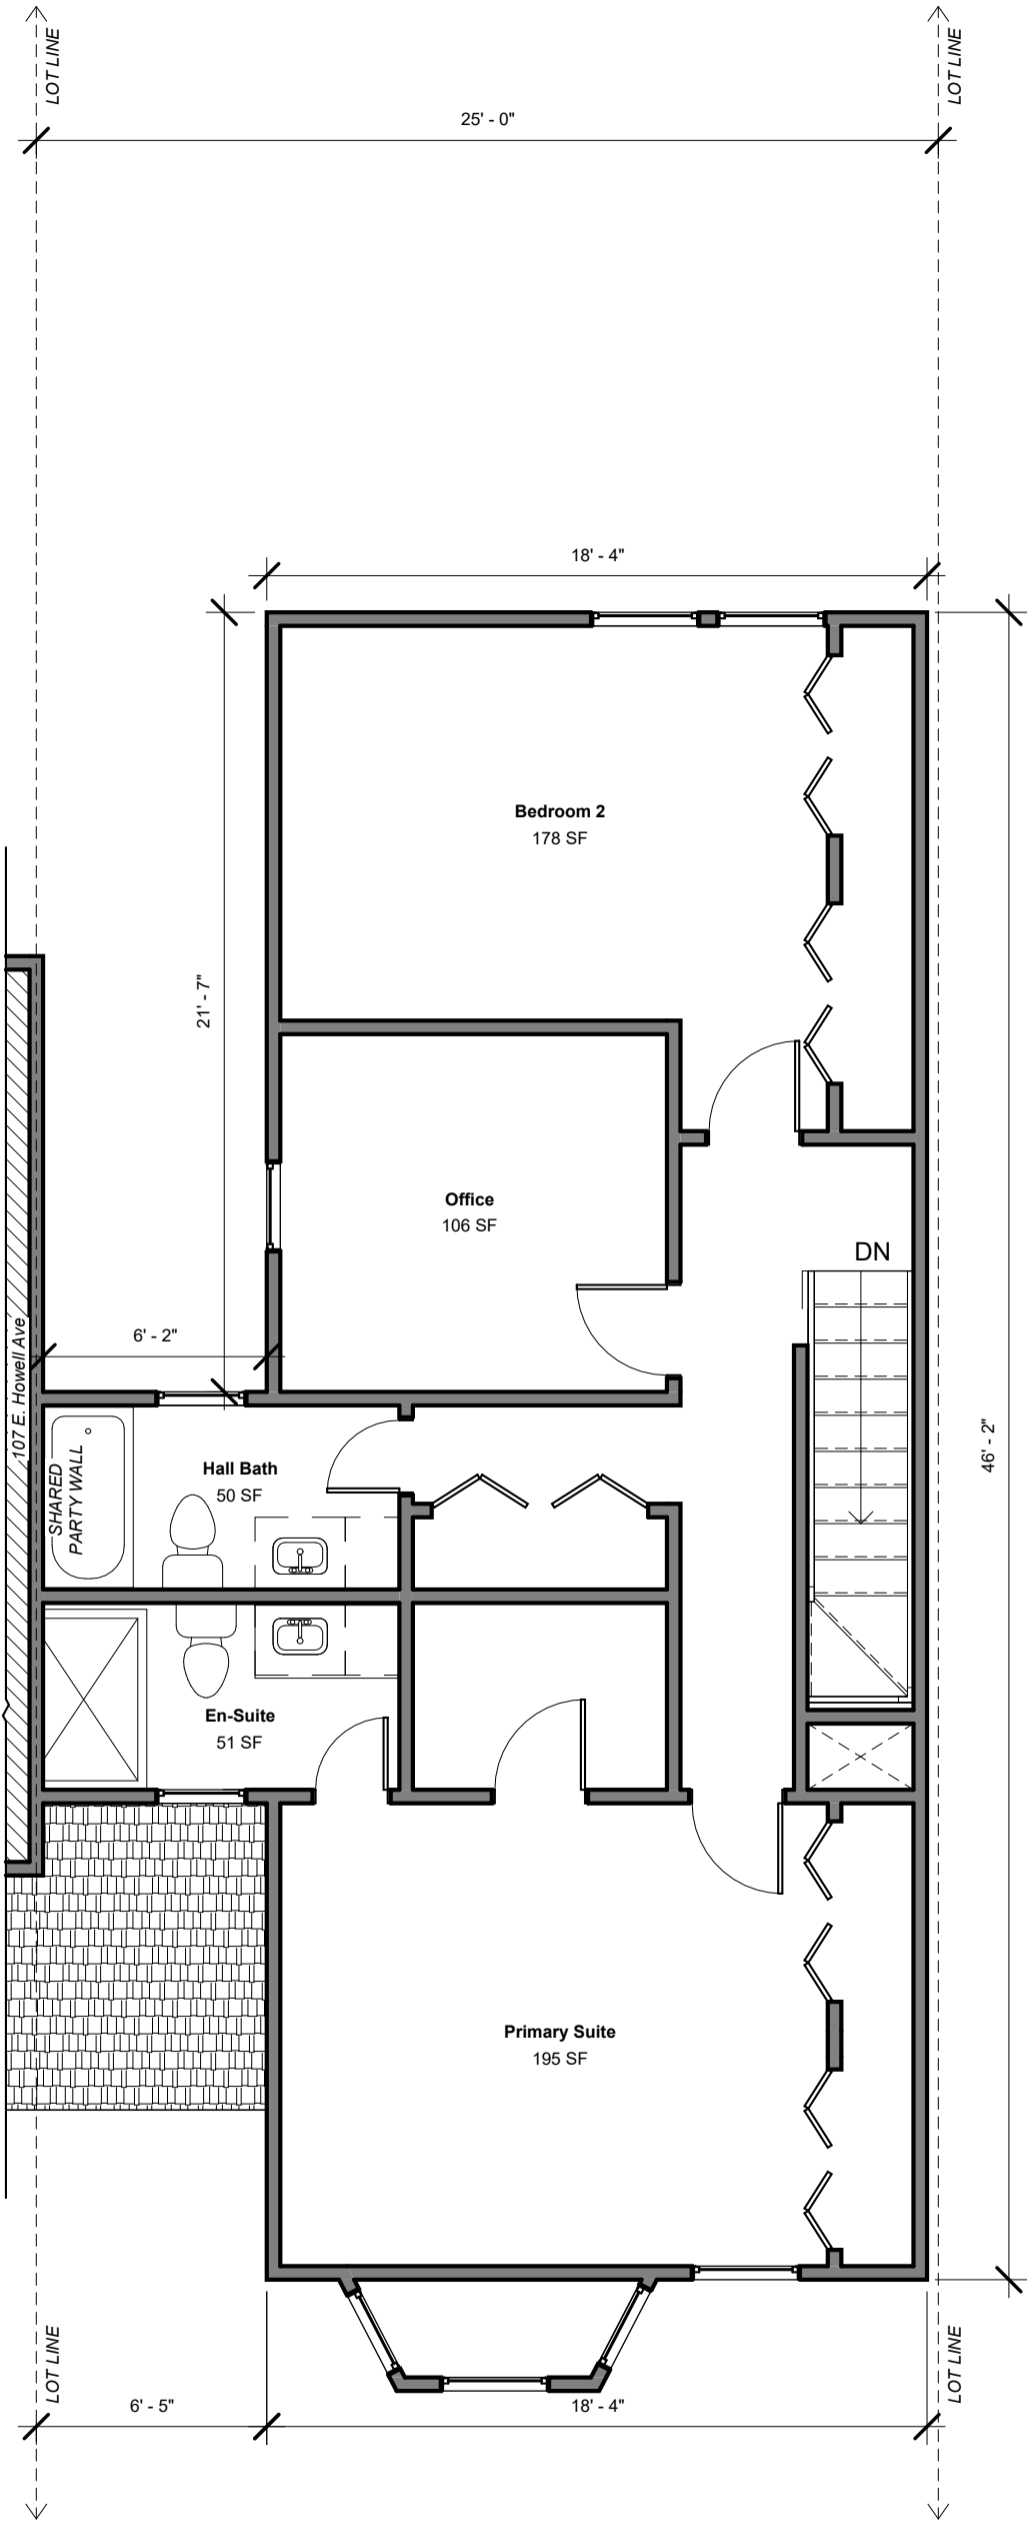 LOT LINE
LOT LINE
25' - 0"
18' - 4"
Bedroom 2
178 SF
21' - 7"
Office
106 SF
DN
6' - 2"
107 E. Howell Ave
SHARED
PARTY WALL
Hall Bath
50 SF
46' - 2"
En-Suite
51 SF
Primary Suite
195 SF
LOT LINE
LOT LINE
6' - 5"
18' - 4"